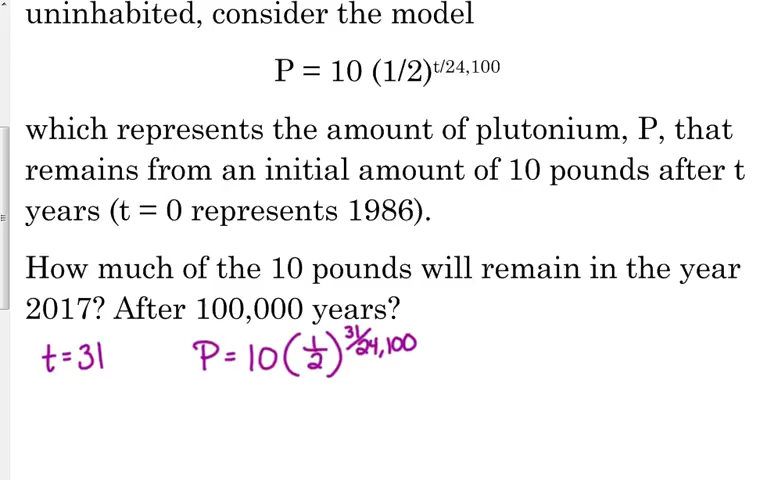 uninhabited, consider the model
P = 10 (1/2)^t/24,100
which represents the amount of plutonium, P, that
remains from an initial amount of 10 pounds after t
years (t = 0 represents 1986).
How much of the 10 pounds will remain in the year
2017? After 100,000 years?
t = 31 P = 10 (1/2)^31/24,100